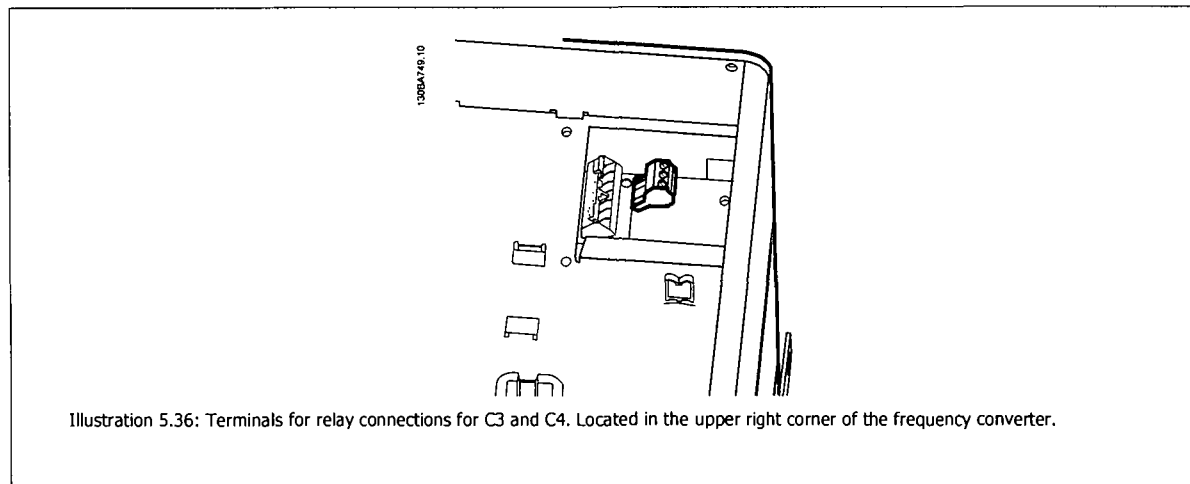 130BA749.10
Illustration 5.36: Terminals for relay connections for C3 and C4. Located in the upper right corner of the frequency converter.